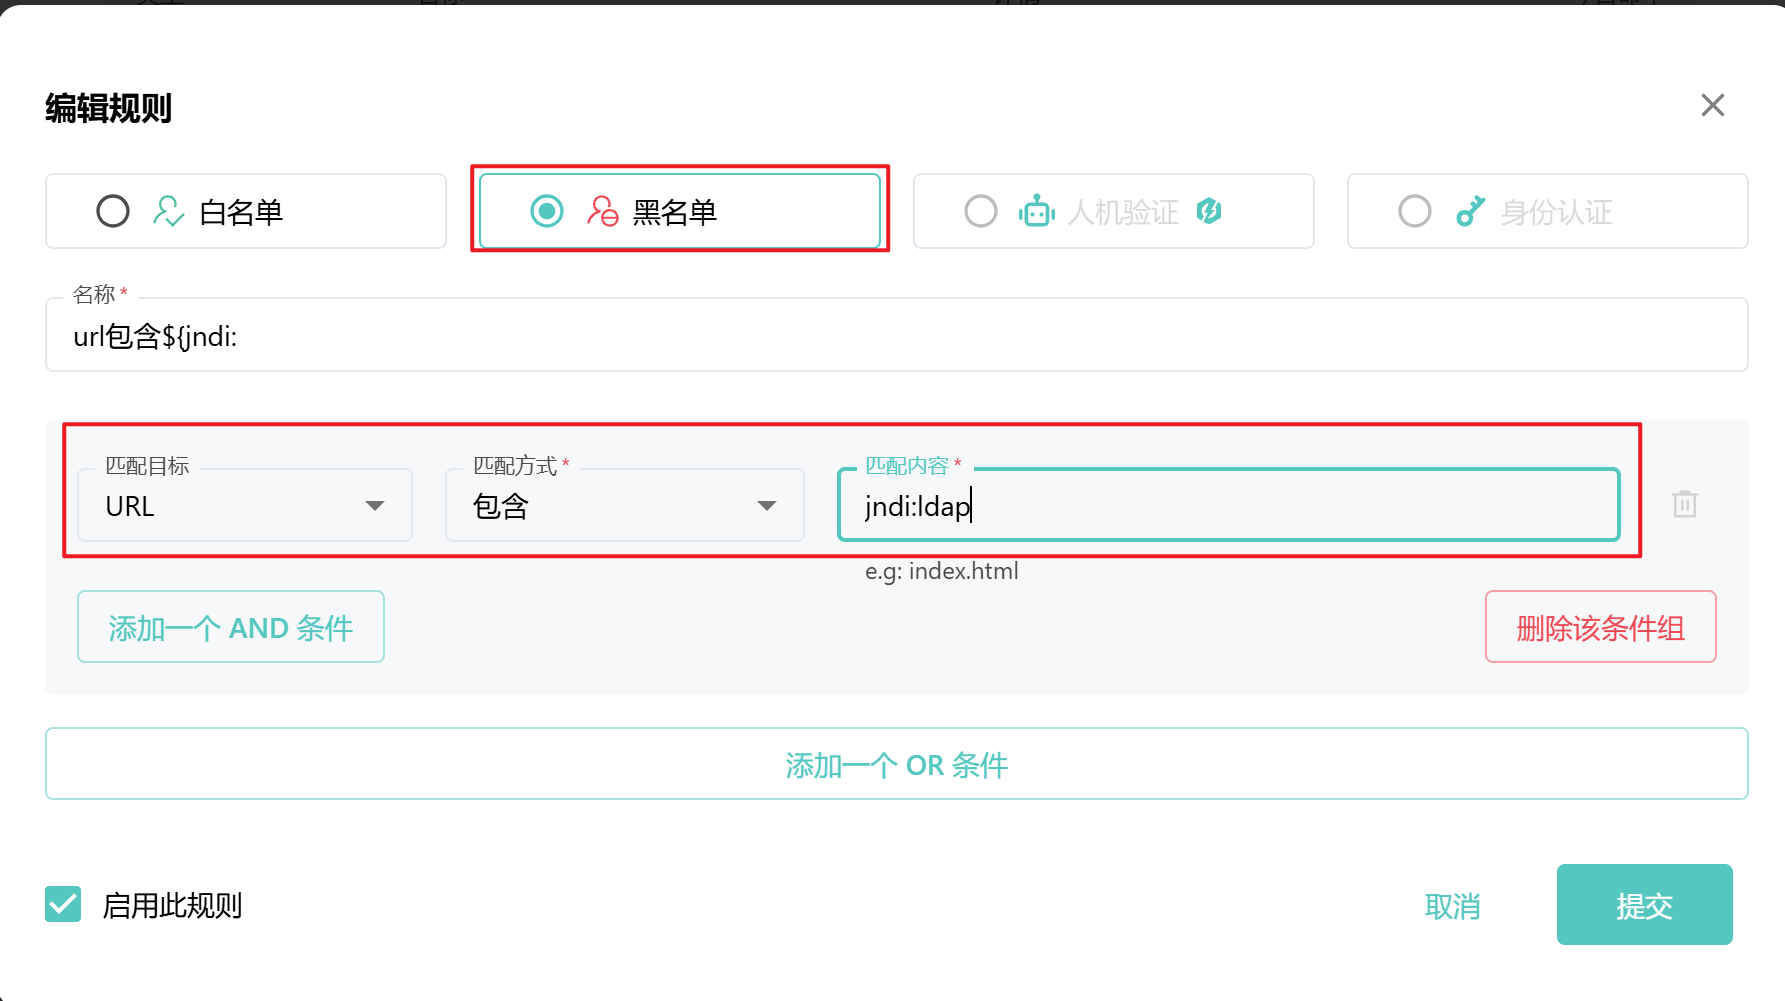 编辑规则
白名单
黑名单
人机验证
身份认证
名称 *
url包含${jndi:
匹配目标
URL
匹配方式 *
包含
匹配内容 *
jndi:ldap
e.g: index.html
添加一个 AND 条件
删除该条件组
添加一个 OR 条件
启用此规则
取消
提交